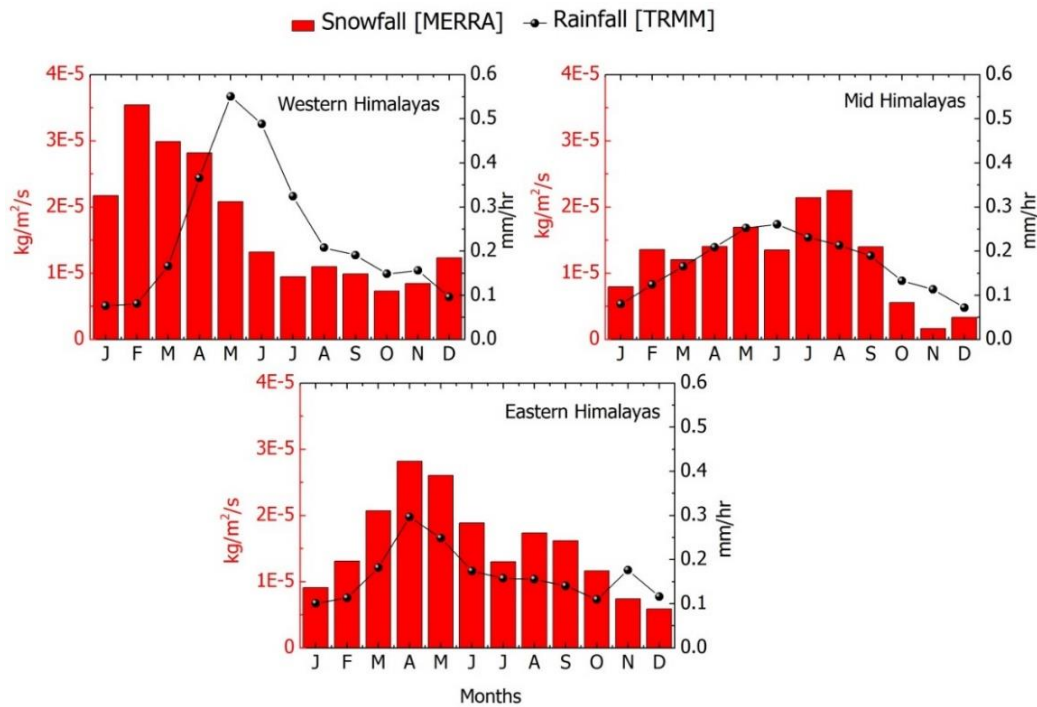 Snowfall [MERRA] Rainfall [TRMM]
Western Himalayas
4E-5
3E-5
2E-5
1E-5
0
kg/m²/s
0.6
0.5
0.4
0.3
0.2
0.1
0.0
mm/hr
J F M A M J J A S O N D
Mid Himalayas
4E-5
3E-5
2E-5
1E-5
0
kg/m²/s
0.6
0.5
0.4
0.3
0.2
0.1
0.0
mm/hr
J F M A M J J A S O N D
Eastern Himalayas
4E-5
3E-5
2E-5
1E-5
0
kg/m²/s
0.6
0.5
0.4
0.3
0.2
0.1
0.0
mm/hr
J F M A M J J A S O N D
Months